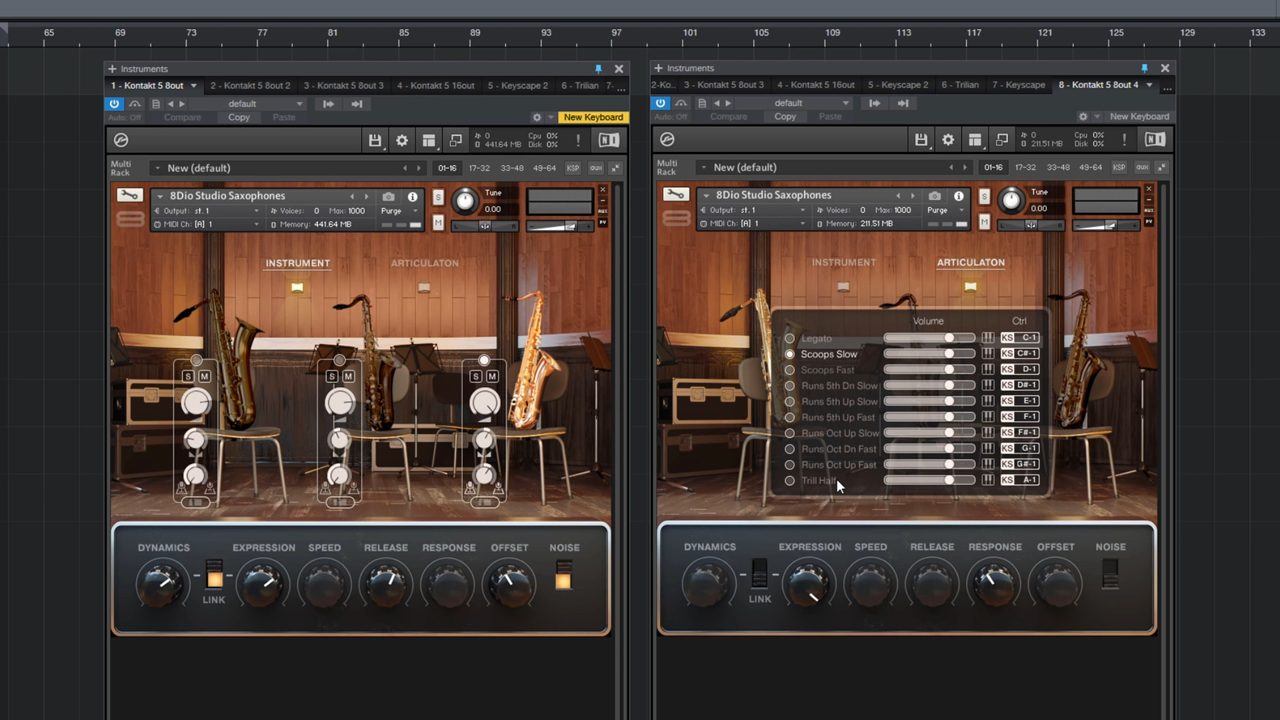 65 69 73 77 81 85 89 93 97 101 105 109 113 117 121 125 129 133
+ Instruments
1 - Kontakt 5 8out 2 - Kontakt 5 8out 2 3 - Kontakt 5 8out 3 4 - Kontakt 5 16out 5 - Keyscape 2 6 - Trilian 7- ...
default
Auto: Off Compare Copy Paste New Keyboard
0 441.64 MB Cpu 0% Disk 0% !
Multi Rack New (default) 01-16 17-32 33-48 49-64 KSP aux
8Dio Studio Saxophones S Tune
Output: st. 1 Voices: 0 Max: 1000 Purge 0.00
MIDI Ch: [A] 1 Memory: 441.64 MB M
INSTRUMENT ARTICULATON
S M S M S M
DYNAMICS EXPRESSION SPEED RELEASE RESPONSE OFFSET NOISE
LINK
+ Instruments
2-Ko... 3 - Kontakt 5 8out 3 4 - Kontakt 5 16out 5 - Keyscape 2 6 - Trilian 7 - Keyscape 8 - Kontakt 5 8out 4 ...
default
Auto: Off Compare Copy Paste New Keyboard
0 211.51 MB Cpu 0% Disk 0% !
Multi Rack New (default) 01-16 17-32 33-48 49-64 KSP aux
8Dio Studio Saxophones S Tune
Output: st. 1 Voices: 0 Max: 1000 Purge 0.00
MIDI Ch: [A] 1 Memory: 211.51 MB M
INSTRUMENT ARTICULATON
Volume Ctrl
Legato KS C-1
Scoops Slow KS C#-1
Scoops Fast KS D-1
Runs 5th Dn Slow KS D#-1
Runs 5th Up Slow KS E-1
Runs 5th Up Fast KS F-1
Runs Oct Up Slow KS F#-1
Runs Oct Dn Fast KS G-1
Runs Oct Up Fast KS G#-1
Trill Half KS A-1
DYNAMICS EXPRESSION SPEED RELEASE RESPONSE OFFSET NOISE
LINK